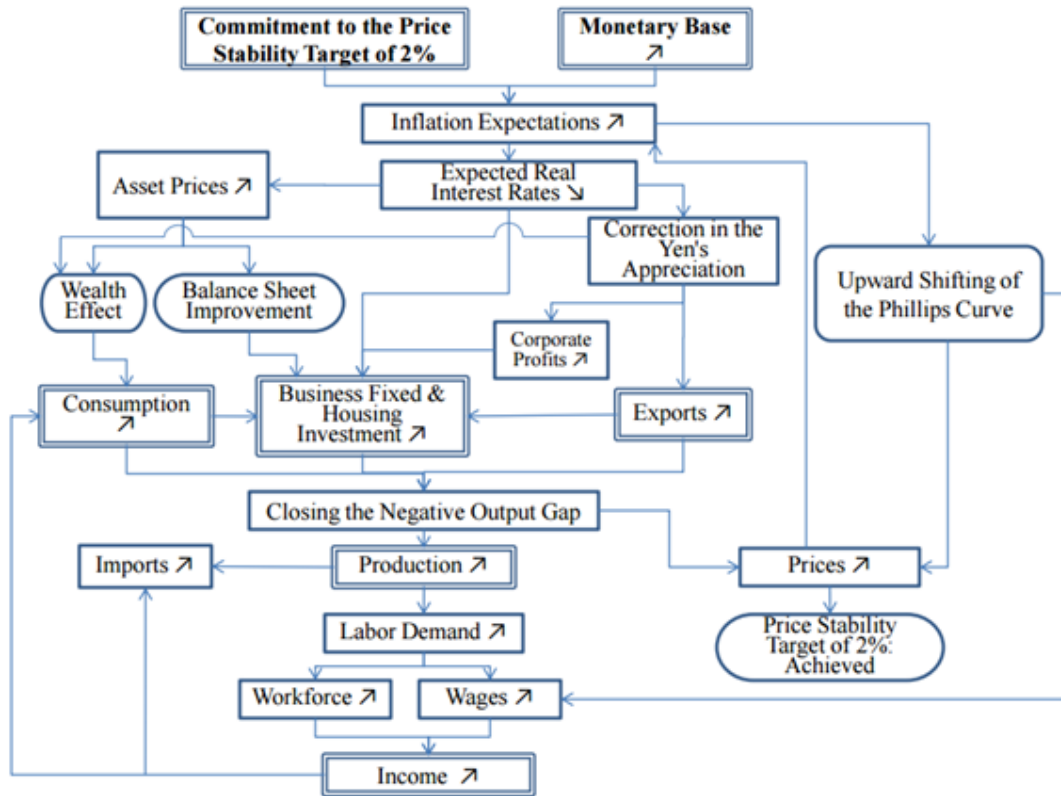 Commitment to the Price
Stability Target of 2%
Monetary Base
↗
Inflation Expectations ↗
Asset Prices ↗
Expected Real
Interest Rates ↘
Correction in the
Yen's
Appreciation
Upward Shifting of
the Phillips Curve
Wealth
Effect
Balance Sheet
Improvement
Corporate
Profits ↗
Consumption
↗
Business Fixed &
Housing
Investment ↗
Exports ↗
Closing the Negative Output Gap
Imports ↗
Production ↗
Prices ↗
Labor Demand ↗
Price Stability
Target of 2%:
Achieved
Workforce ↗
Wages ↗
Income ↗